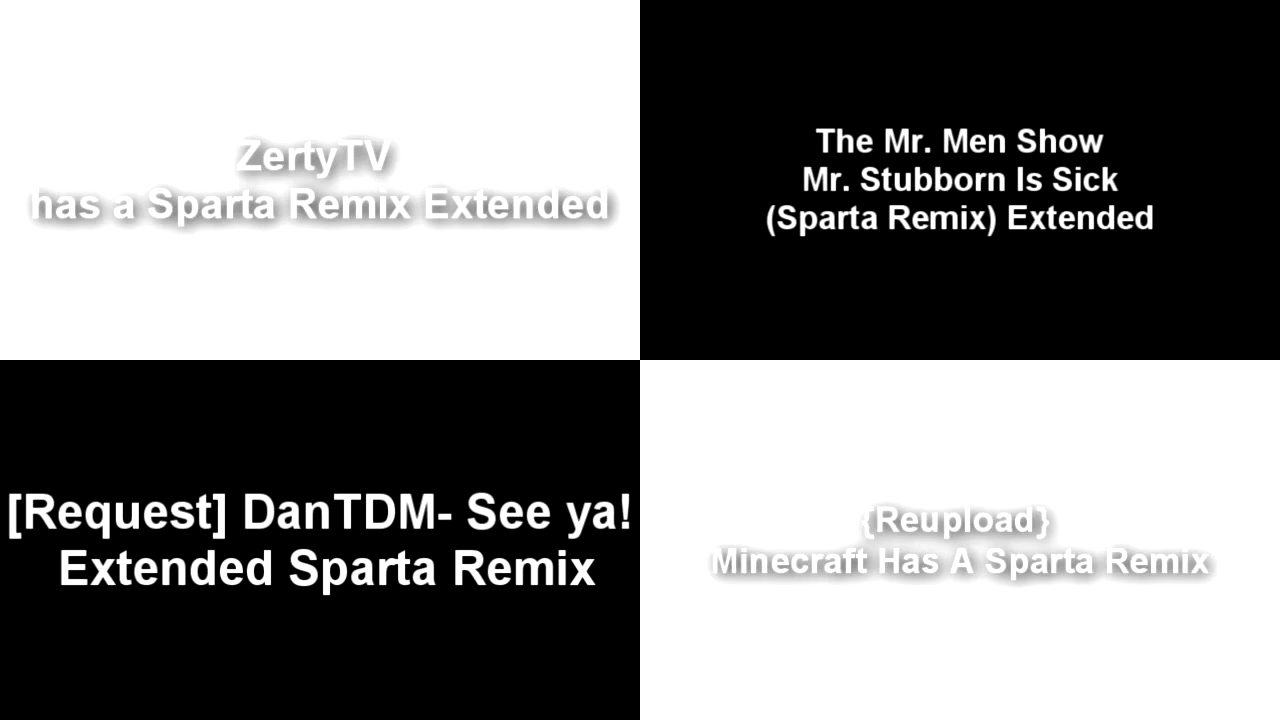 ZertyTV
has a Sparta Remix Extended
The Mr. Men Show
Mr. Stubborn Is Sick
(Sparta Remix) Extended
[Request] DanTDM- See ya!
Extended Sparta Remix
{Reupload}
Minecraft Has A Sparta Remix